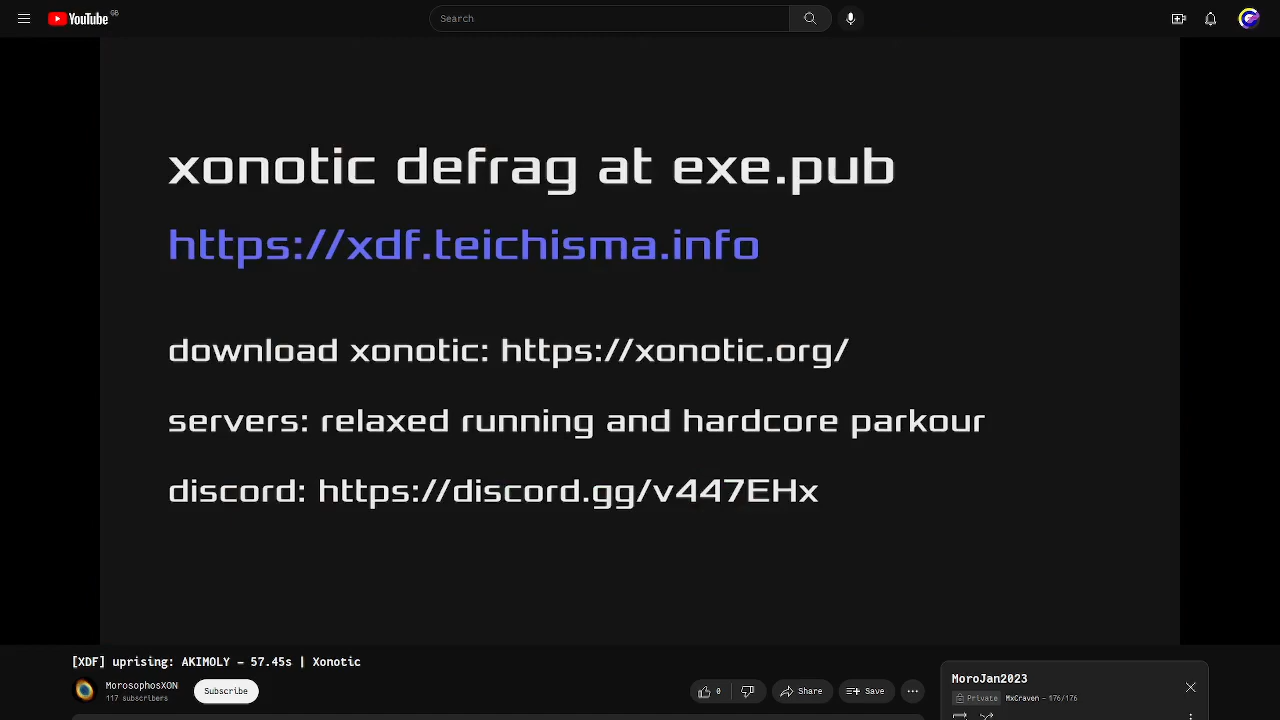 YouTube GB
Search
xonotic defrag at exe.pub
https://xdf.teichisma.info
download xonotic: https://xonotic.org/
servers: relaxed running and hardcore parkour
discord: https://discord.gg/v447EHx
[XDF] uprising: AKIMOLY – 57.45s | Xonotic
MorosophosXON
117 subscribers
Subscribe
0
Share
Save
MoroJan2023
Private
MxCraven – 176/176